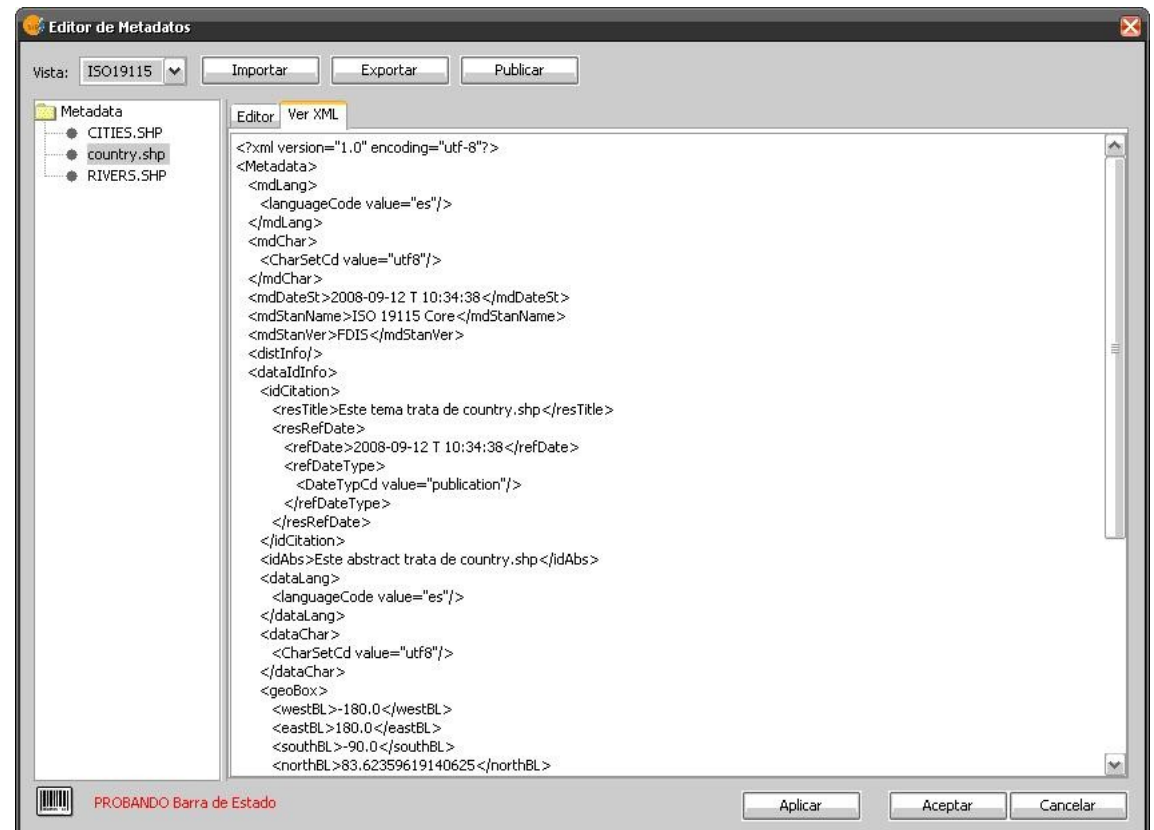 Editor de Metadatos
Vista: ISO19115 Importar Exportar Publicar
Metadata
CITIES.SHP
country.shp
RIVERS.SHP
Editor Ver XML
<?xml version="1.0" encoding="utf-8"?>
<Metadata>
<mdLang>
<languageCode value="es"/>
</mdLang>
<mdChar>
<CharSetCd value="utf8"/>
</mdChar>
<mdDateSt>2008-09-12 T 10:34:38</mdDateSt>
<mdStanName>ISO 19115 Core</mdStanName>
<mdStanVer>FDIS</mdStanVer>
<distInfo/>
<dataIdInfo>
<idCitation>
<resTitle>Este tema trata de country.shp</resTitle>
<resRefDate>
<refDate>2008-09-12 T 10:34:38</refDate>
<refDateType>
<DateTypCd value="publication"/>
</refDateType>
</resRefDate>
</idCitation>
<idAbs>Este abstract trata de country.shp</idAbs>
<dataLang>
<languageCode value="es"/>
</dataLang>
<dataChar>
<CharSetCd value="utf8"/>
</dataChar>
<geoBox>
<westBL>-180.0</westBL>
<eastBL>180.0</eastBL>
<southBL>-90.0</southBL>
<northBL>83.62359619140625</northBL>
PROBANDO Barra de Estado
Aplicar Aceptar Cancelar